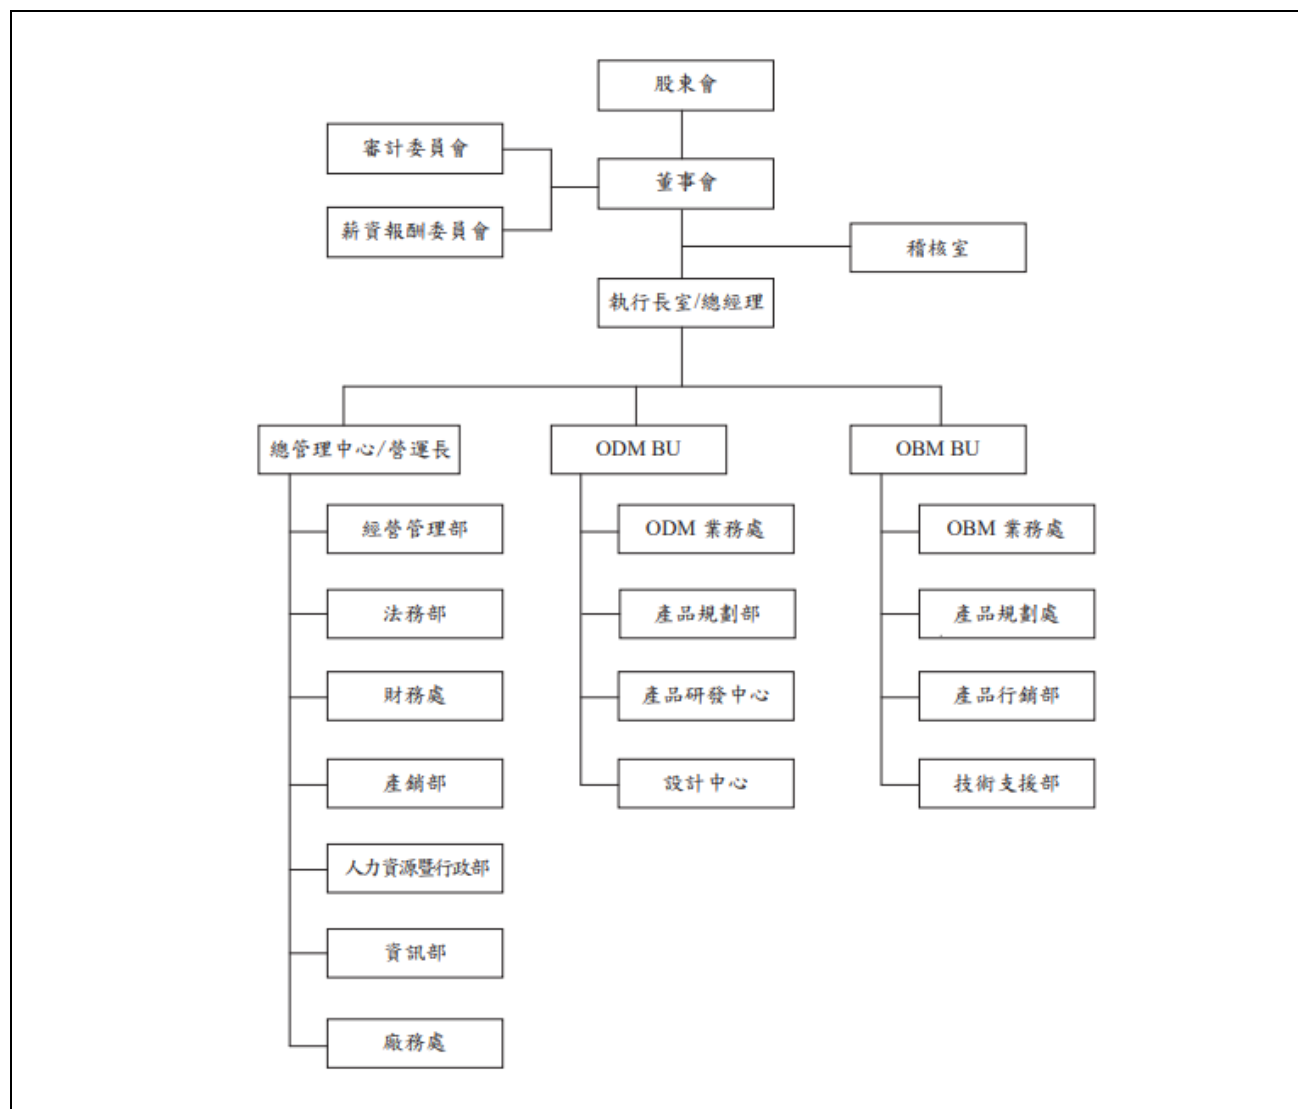 股東會
審計委員會
董事會
薪資報酬委員會
稽核室
執行長室/總經理
總管理中心/營運長
ODM BU
OBM BU
經營管理部
ODM 業務處
OBM 業務處
法務部
產品規劃部
產品規劃處
財務處
產品研發中心
產品行銷部
產銷部
設計中心
技術支援部
人力資源暨行政部
資訊部
廠務處